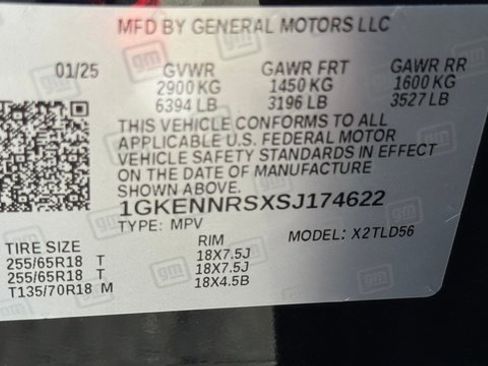 MFD BY GENERAL MOTORS LLC
01/25 GVWR GAWR FRT GAWR RR
2900 KG 1450 KG 1600 KG
6394 LB 3196 LB 3527 LB
THIS VEHICLE CONFORMS TO ALL
APPLICABLE U.S. FEDERAL MOTOR
VEHICLE SAFETY STANDARDS IN EFFECT
ON THE DATE OF MANUFACTURE
SHOWN ABOVE.
1GKENNRSXSJ174622
TYPE: MPV MODEL: X2TLD56
TIRE SIZE RIM
255/65R18 T 18X7.5J
255/65R18 T 18X7.5J
T135/70R18 M 18X4.5B
gm